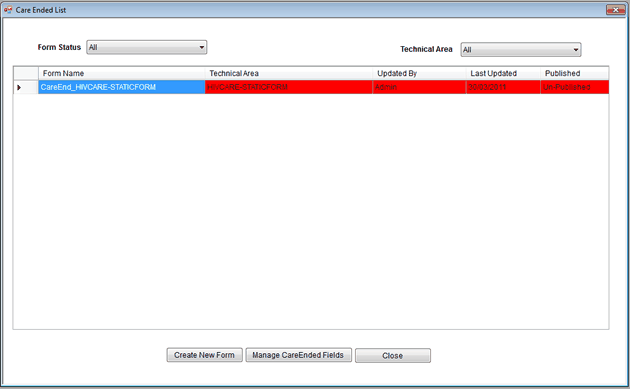 Care Ended List
Form Status All Technical Area All
Form Name Technical Area Updated By Last Updated Published
CareEnd_HIVCARE-STATICFORM HIVCARE-STATICFORM Admin Un-Published
Create New Form Manage CareEnded Fields Close